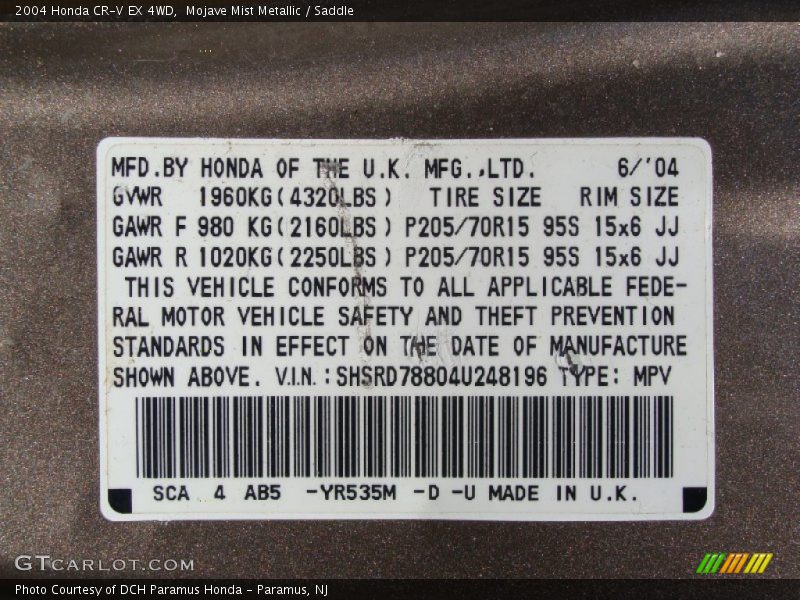 2004 Honda CR-V EX 4WD, Mojave Mist Metallic / Saddle
MFD.BY HONDA OF THE U.K. MFG.,LTD. 6/'04
GVWR 1960KG(4320LBS) TIRE SIZE RIM SIZE
GAWR F 980 KG(2160LBS) P205/70R15 95S 15x6 JJ
GAWR R 1020KG(2250LBS) P205/70R15 95S 15x6 JJ
THIS VEHICLE CONFORMS TO ALL APPLICABLE FEDE-
RAL MOTOR VEHICLE SAFETY AND THEFT PREVENTION
STANDARDS IN EFFECT ON THE DATE OF MANUFACTURE
SHOWN ABOVE. V.I.N.:SHSRD78804U248196 TYPE: MPV
SCA 4 AB5 -YR535M -D -U MADE IN U.K.
GTCARLOT.COM
Photo Courtesy of DCH Paramus Honda - Paramus, NJ